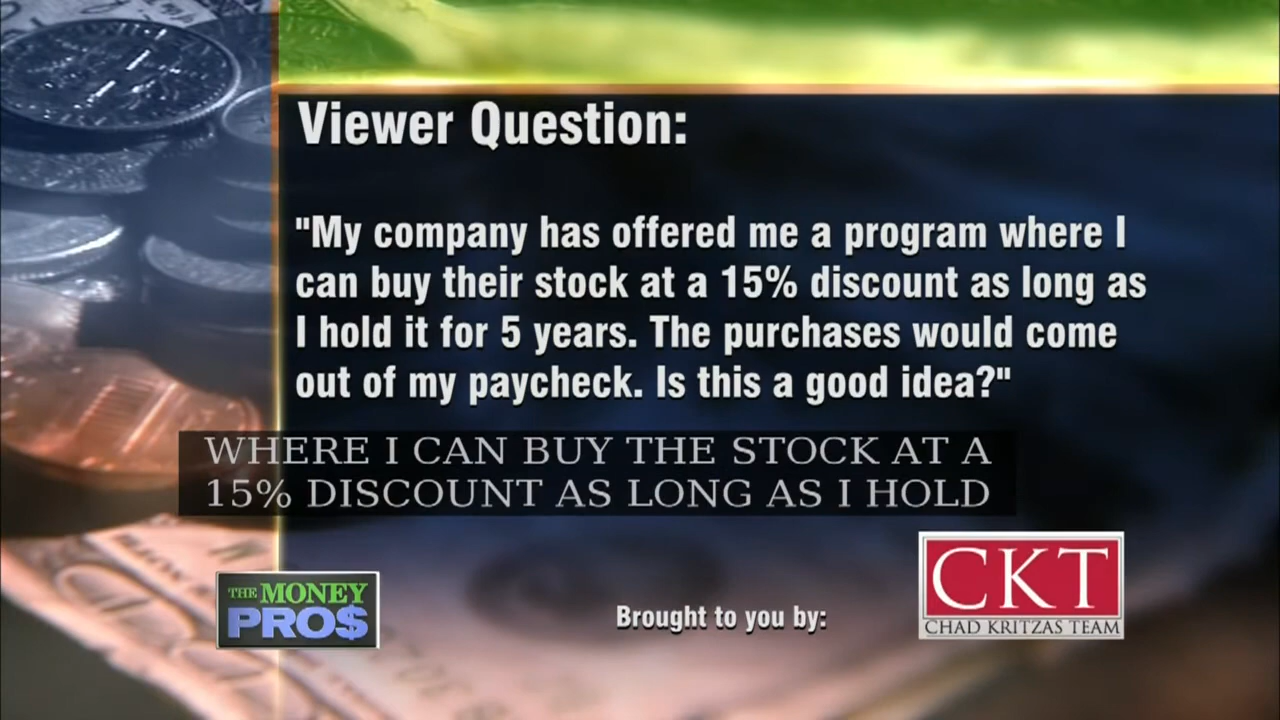 Viewer Question:
"My company has offered me a program where I
can buy their stock at a 15% discount as long as
I hold it for 5 years. The purchases would come
out of my paycheck. Is this a good idea?"
WHERE I CAN BUY THE STOCK AT A
15% DISCOUNT AS LONG AS I HOLD
THE MONEY
PRO$
Brought to you by:
CKT
CHAD KRITZAS TEAM